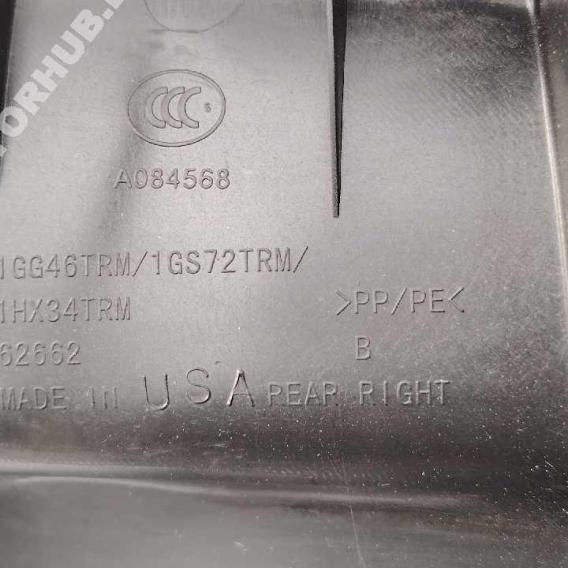 ORHUB.
CCC S
A084568
1GG46TRM/1GS72TRM/
1HX34TRM >PP/PE<
62662 B
MADE IN USA REAR RIGHT